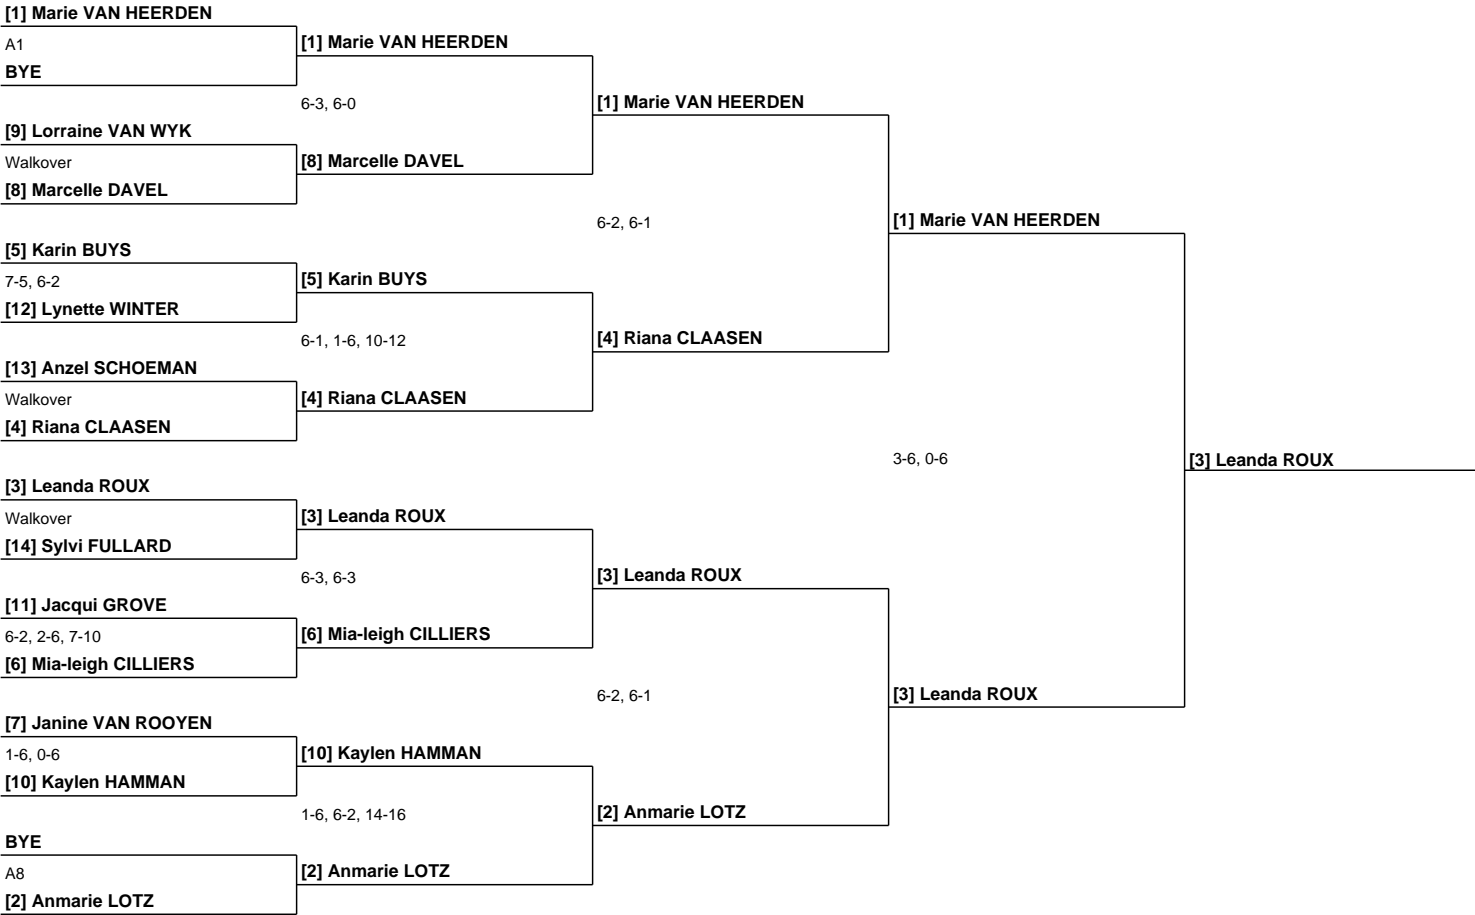 [1] Marie VAN HEERDEN
A1
BYE
[9] Lorraine VAN WYK
Walkover
[8] Marcelle DAVEL
[5] Karin BUYS
7-5, 6-2
[12] Lynette WINTER
[13] Anzel SCHOEMAN
Walkover
[4] Riana CLAASEN
[3] Leanda ROUX
Walkover
[14] Sylvi FULLARD
[11] Jacqui GROVE
6-2, 2-6, 7-10
[6] Mia-leigh CILLIERS
[7] Janine VAN ROOYEN
1-6, 0-6
[10] Kaylen HAMMAN
BYE
A8
[2] Anmarie LOTZ
[1] Marie VAN HEERDEN
6-3, 6-0
[8] Marcelle DAVEL
[5] Karin BUYS
6-1, 1-6, 10-12
[4] Riana CLAASEN
[3] Leanda ROUX
6-3, 6-3
[6] Mia-leigh CILLIERS
[10] Kaylen HAMMAN
1-6, 6-2, 14-16
[2] Anmarie LOTZ
[1] Marie VAN HEERDEN
6-2, 6-1
[4] Riana CLAASEN
[3] Leanda ROUX
6-2, 6-1
[2] Anmarie LOTZ
[1] Marie VAN HEERDEN
3-6, 0-6
[3] Leanda ROUX
[3] Leanda ROUX